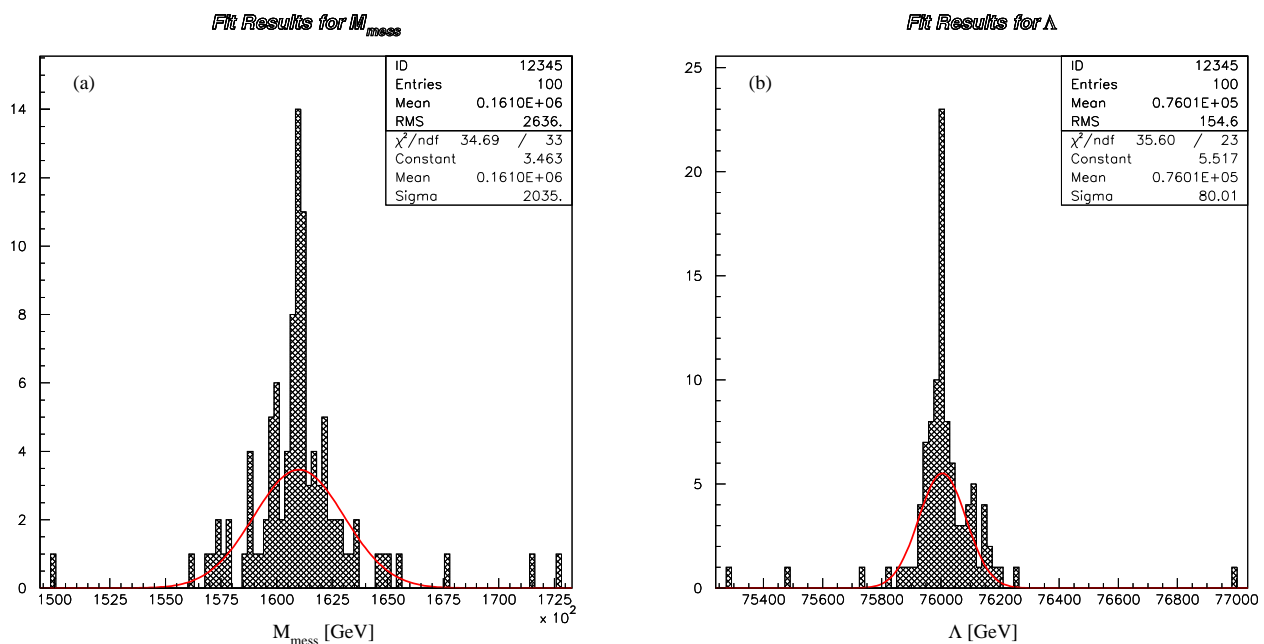 Fit Results for M_mess
(a)
ID 12345
Entries 100
Mean 0.1610E+06
RMS 2636.
χ²/ndf 34.69 / 33
Constant 3.463
Mean 0.1610E+06
Sigma 2035.
14
12
10
8
6
4
2
0
1500 1525 1550 1575 1600 1625 1650 1675 1700 1725
× 10²
M_mess [GeV]
Fit Results for Λ
(b)
ID 12345
Entries 100
Mean 0.7601E+05
RMS 154.6
χ²/ndf 35.60 / 23
Constant 5.517
Mean 0.7601E+05
Sigma 80.01
25
20
15
10
5
0
75400 75600 75800 76000 76200 76400 76600 76800 77000
Λ [GeV]